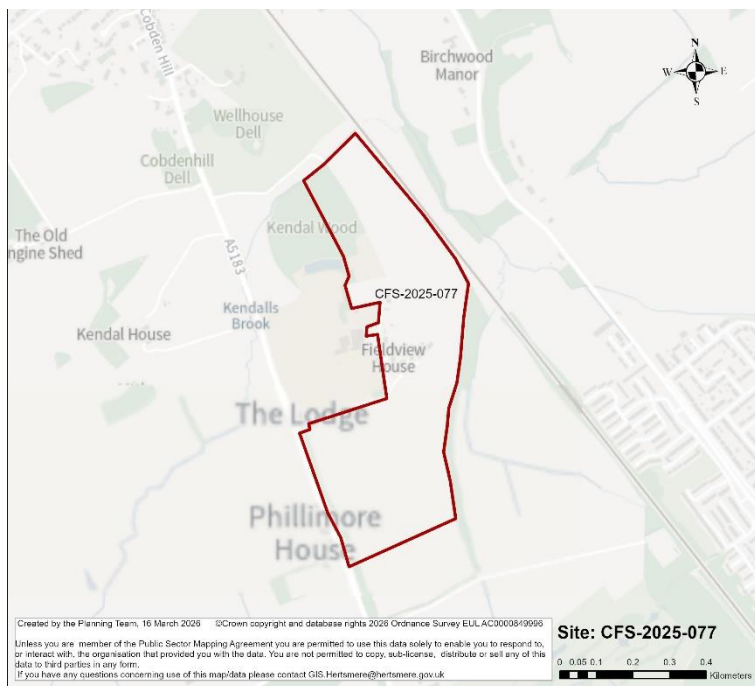 Cobden Hill
Birchwood
Manor
N
W
E
S
Wellhouse
Dell
Cobdenhill
Dell
The Old
ngine Shed
Kendal Wood
A5183
CFS-2025-077
Kendalls
Brook
Kendal House
Fieldview
House
The Lodge
Phillimore
House
Created by the Planning Team, 16 March 2026 ©Crown copyright and database rights 2026 Ordnance Survey EUL AC0000849996
Unless you are member of the Public Sector Mapping Agreement you are permitted to use this data solely to enable you to respond to,
or interact with, the organisation that provided you with the data. You are not permitted to copy, sub-license, distribute or sell any of this
data to third parties in any form.
If you have any questions concerning use of this map/data please contact GIS.Hertsmere@hertsmere.gov.uk
Site: CFS-2025-077
0 0.05 0.1 0.2 0.3 0.4
Kilometers